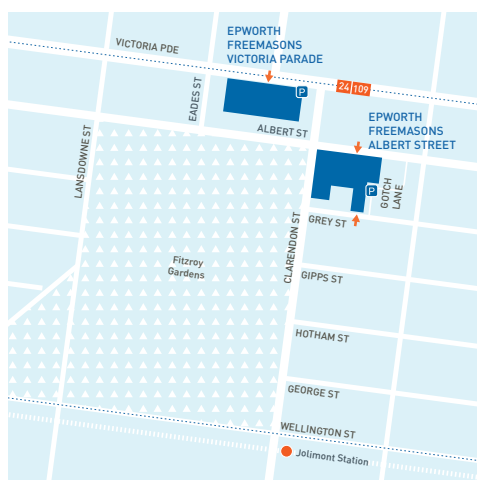 EPWORTH
FREEMASONS
VICTORIA PARADE
VICTORIA PDE
EADES ST
P
24 109
ALBERT ST
EPWORTH
FREEMASONS
ALBERT STREET
LANSDOWNE ST
P
GOTCH
LANE
GREY ST
CLARENDON ST
Fitzroy
Gardens
GIPPS ST
HOTHAM ST
GEORGE ST
WELLINGTON ST
Jolimont Station